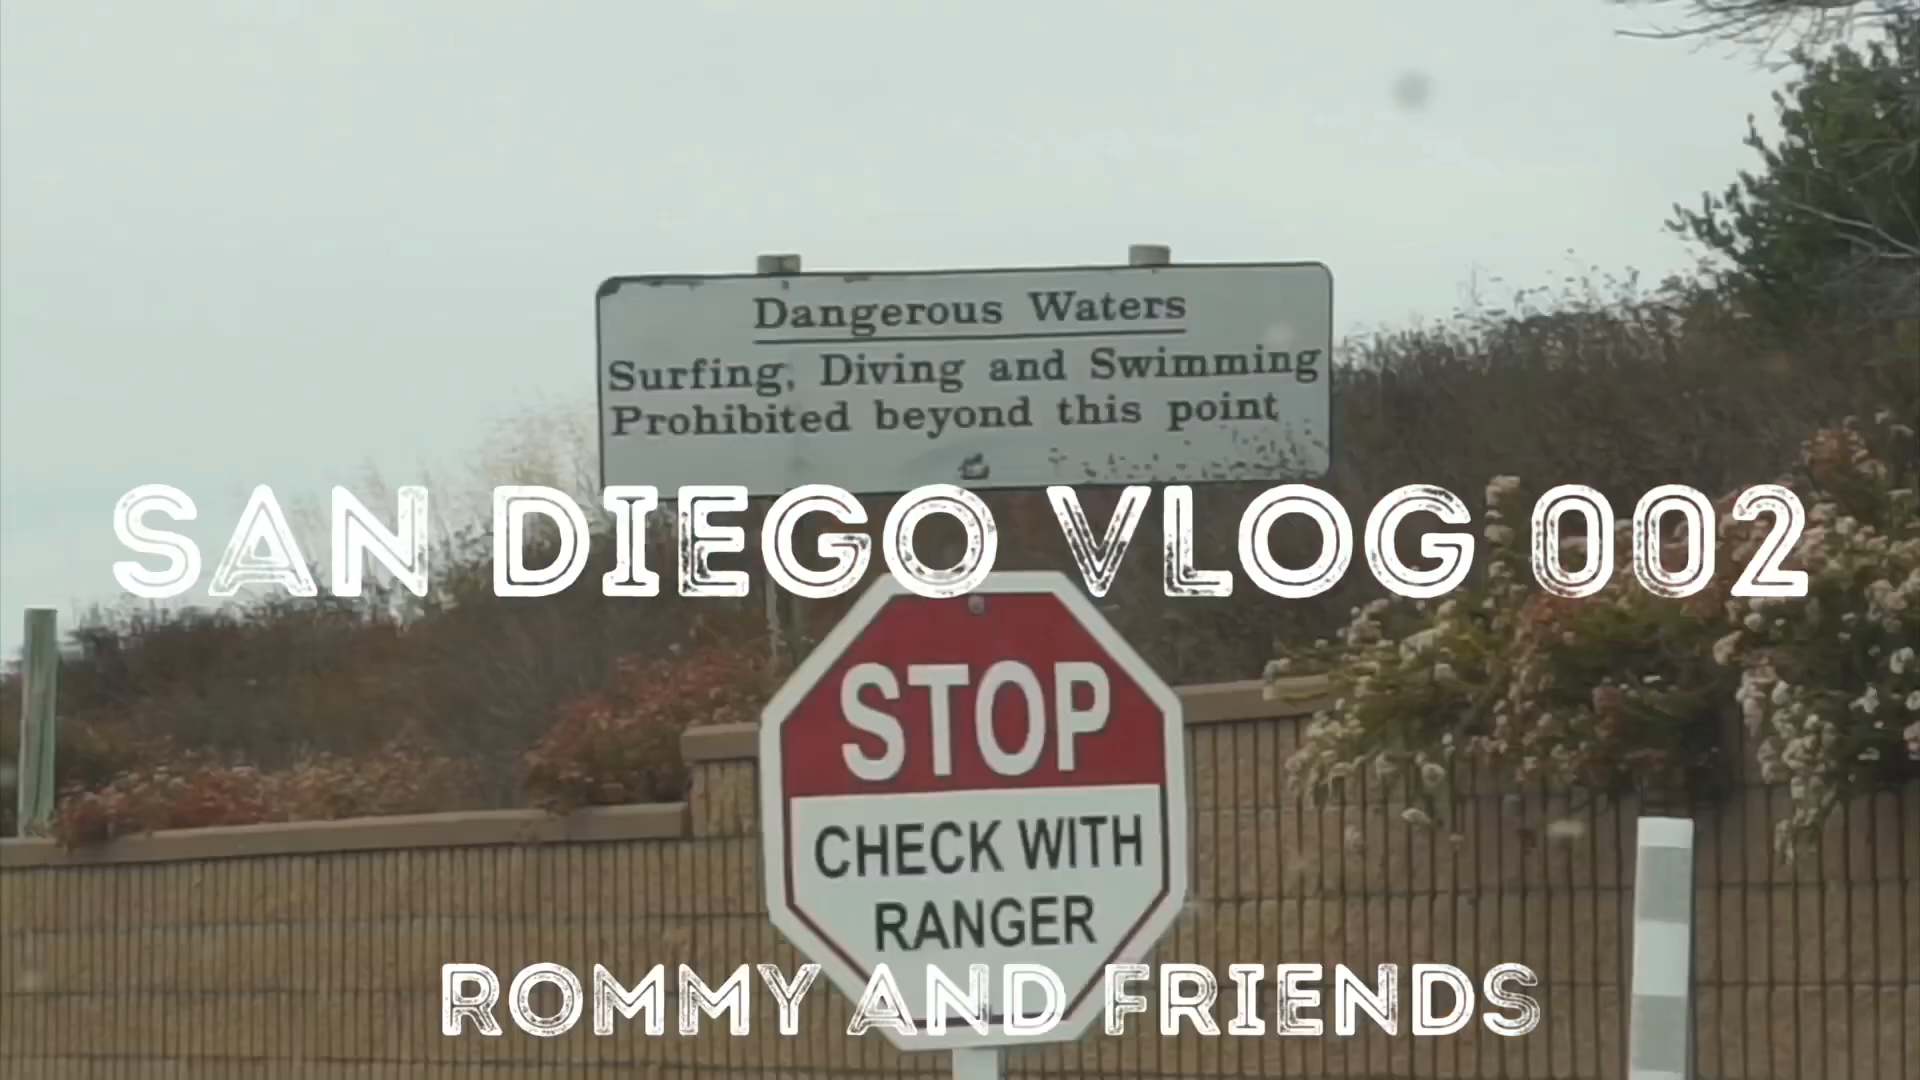 Dangerous Waters
Surfing, Diving and Swimming
Prohibited beyond this point
SAN DIEGO VLOG 002
STOP
CHECK WITH
RANGER
ROMMY AND FRIENDS